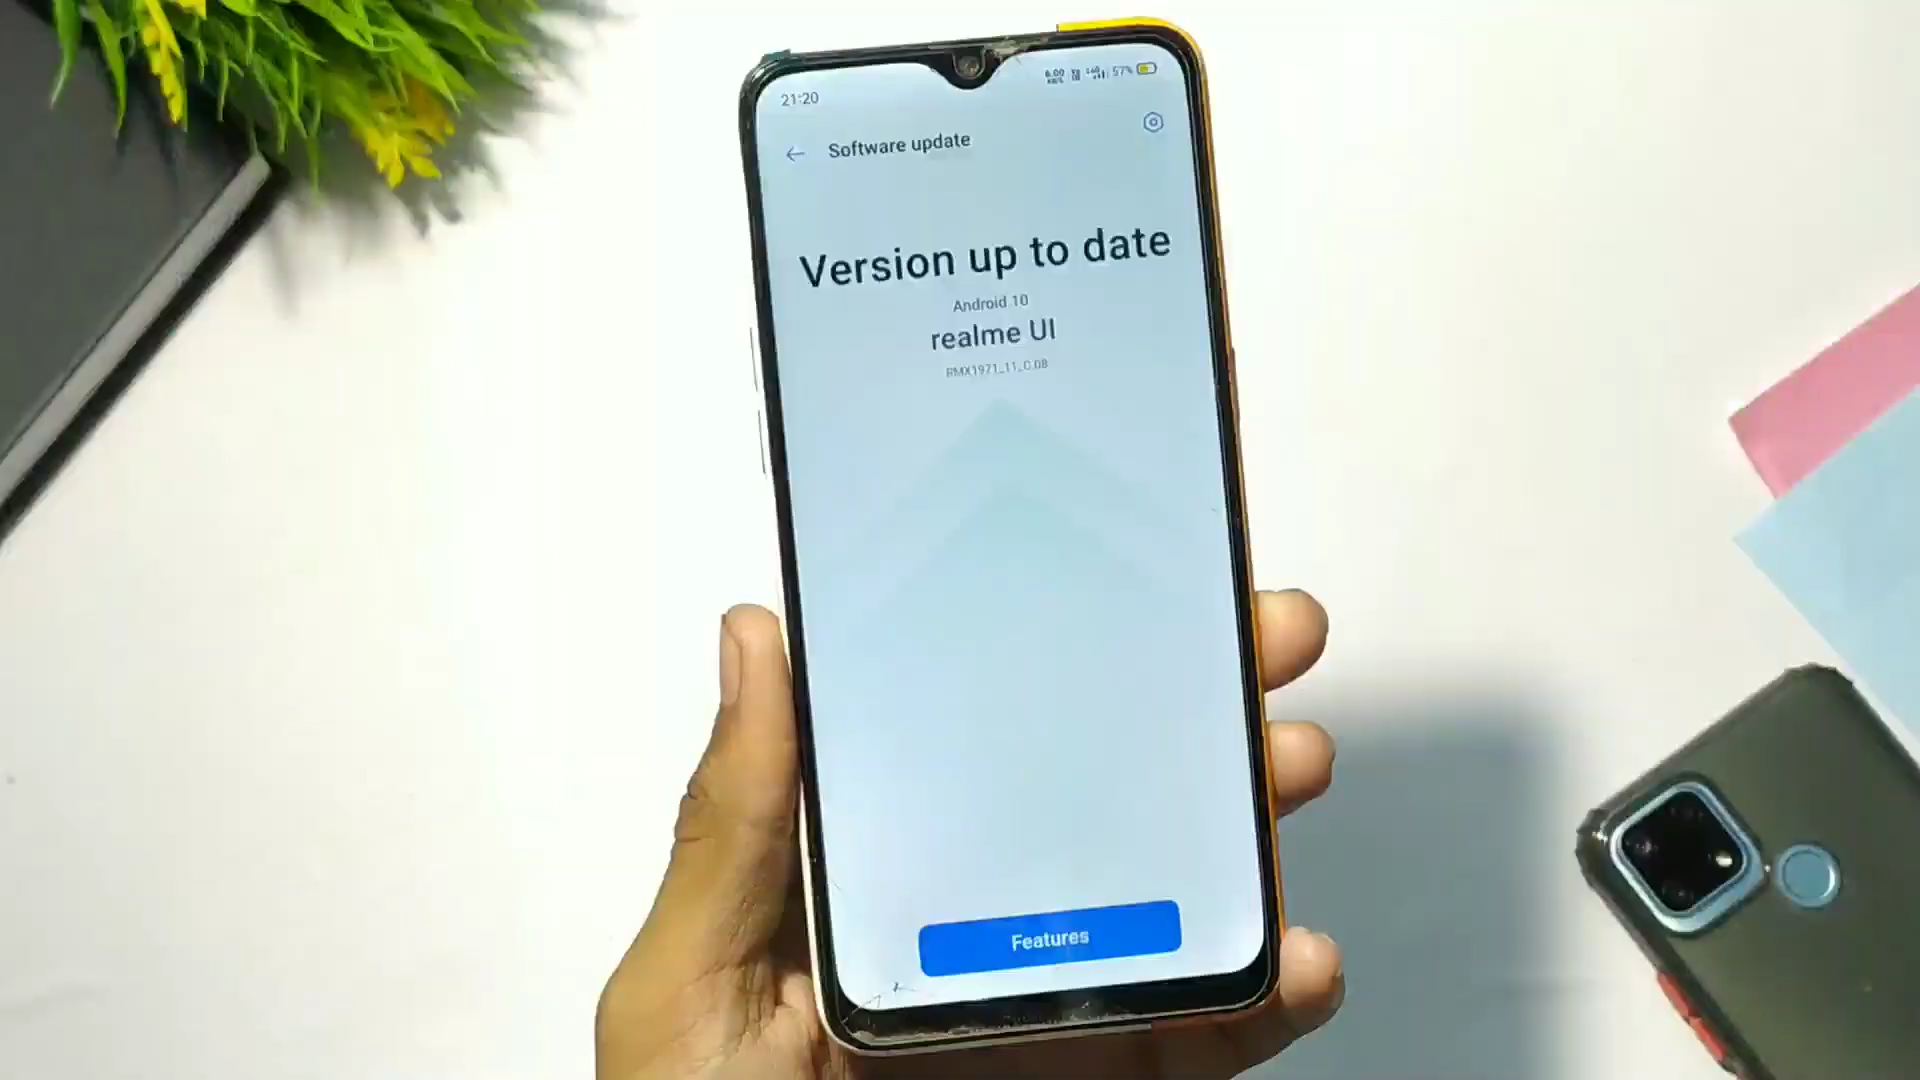 21:20
57%
Software update
Version up to date
Android 10
realme UI
RMX1971_11_C.08
Features